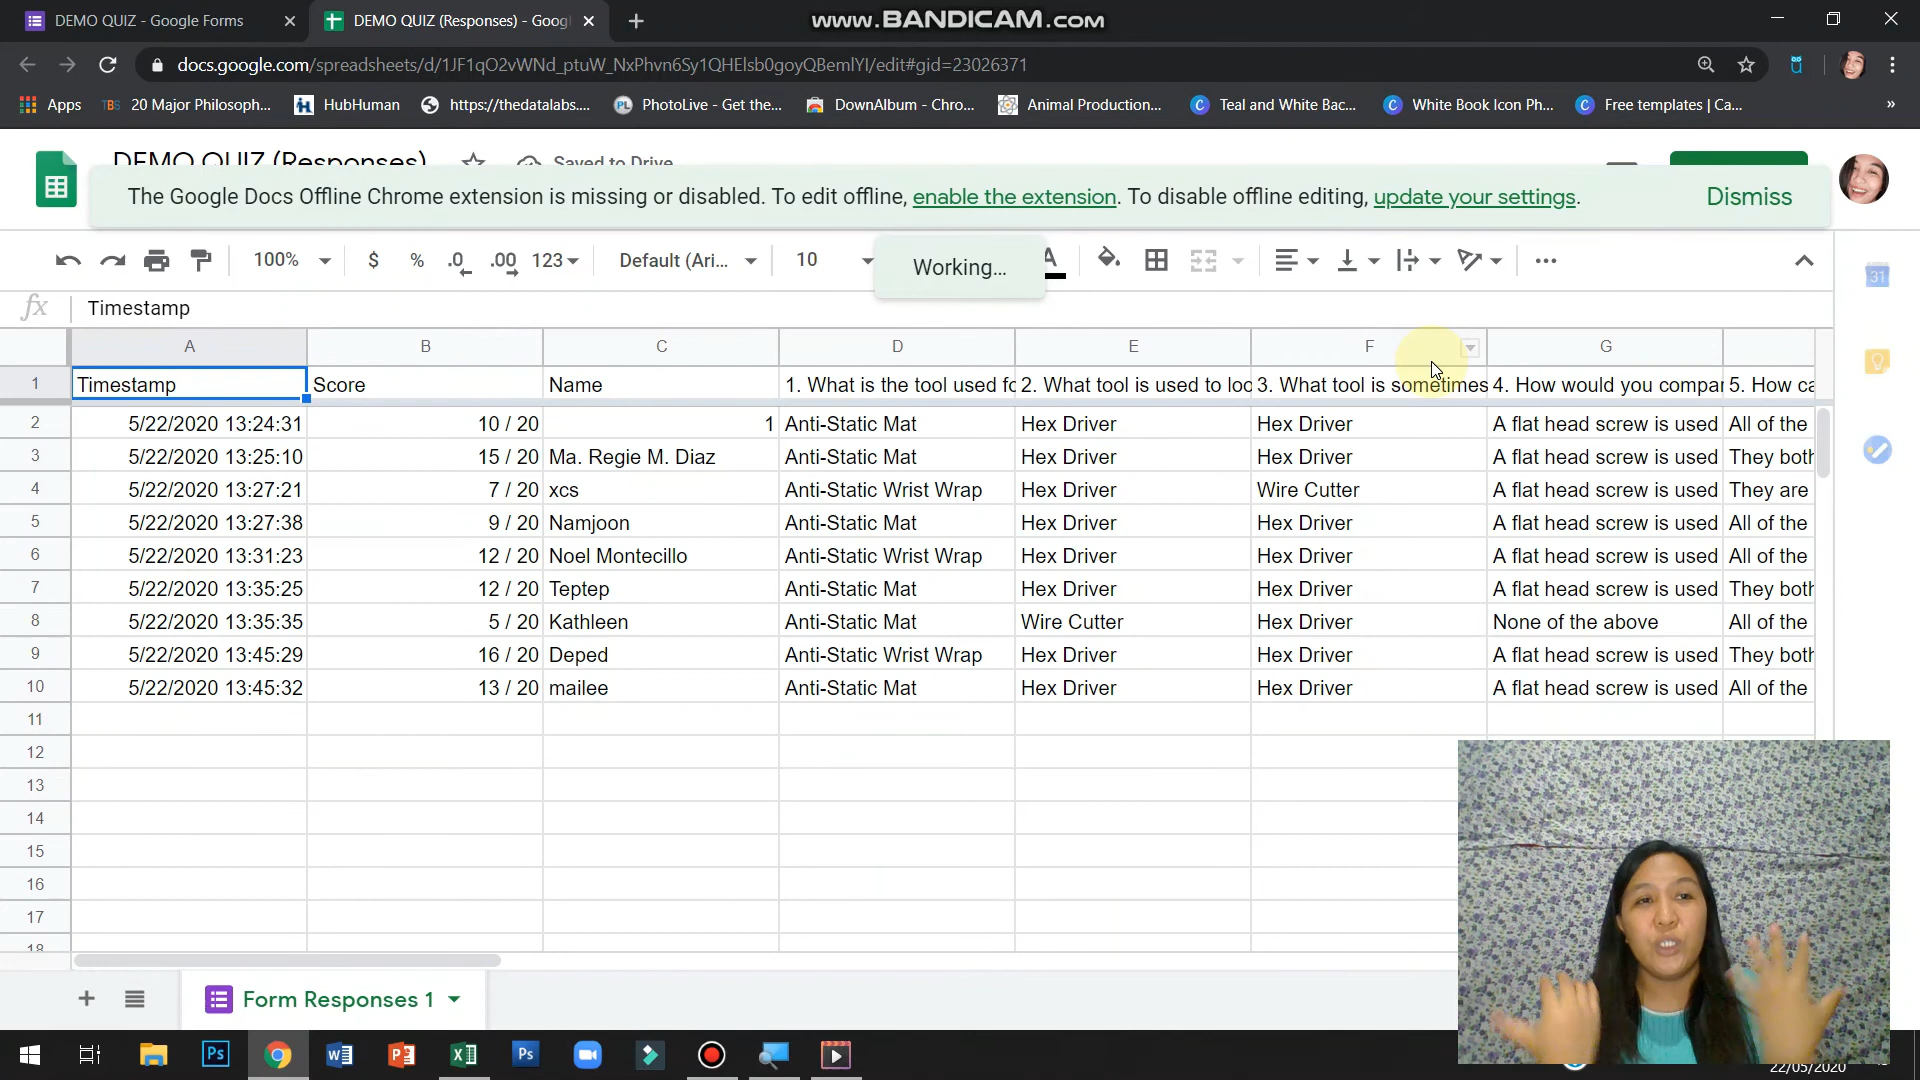 DEMO QUIZ - Google Forms
DEMO QUIZ (Responses) - Goog
www.BANDICAM.com
docs.google.com/spreadsheets/d/1JF1qO2vWNd_ptuW_NxPhvn6Sy1QHElsb0goyQBemlYI/edit#gid=23026371
Apps
20 Major Philosoph...
HubHuman
https://thedatalabs....
PhotoLive - Get the...
DownAlbum - Chro...
Animal Production...
Teal and White Bac...
White Book Icon Ph...
Free templates | Ca...
DEMO QUIZ (Responses)
Saved to Drive
The Google Docs Offline Chrome extension is missing or disabled. To edit offline, enable the extension. To disable offline editing, update your settings.
Dismiss
100% $ % .0 .00 123 Default (Ari... 10 A
Working...
fx Timestamp
A B C D E F G
1 Timestamp Score Name 1. What is the tool used fo 2. What tool is used to loo 3. What tool is sometimes 4. How would you compar 5. How ca
2 5/22/2020 13:24:31 10 / 20 1 Anti-Static Mat Hex Driver Hex Driver A flat head screw is used All of the
3 5/22/2020 13:25:10 15 / 20 Ma. Regie M. Diaz Anti-Static Mat Hex Driver Hex Driver A flat head screw is used They both
4 5/22/2020 13:27:21 7 / 20 xcs Anti-Static Wrist Wrap Hex Driver Wire Cutter A flat head screw is used They are
5 5/22/2020 13:27:38 9 / 20 Namjoon Anti-Static Mat Hex Driver Hex Driver A flat head screw is used All of the
6 5/22/2020 13:31:23 12 / 20 Noel Montecillo Anti-Static Wrist Wrap Hex Driver Hex Driver A flat head screw is used All of the
7 5/22/2020 13:35:25 12 / 20 Teptep Anti-Static Mat Hex Driver Hex Driver A flat head screw is used They both
8 5/22/2020 13:35:35 5 / 20 Kathleen Anti-Static Mat Wire Cutter Hex Driver None of the above All of the
9 5/22/2020 13:45:29 16 / 20 Deped Anti-Static Wrist Wrap Hex Driver Hex Driver A flat head screw is used They both
10 5/22/2020 13:45:32 13 / 20 mailee Anti-Static Mat Hex Driver Hex Driver A flat head screw is used All of the
11
12
13
14
15
16
17
18
Form Responses 1
22/05/2020